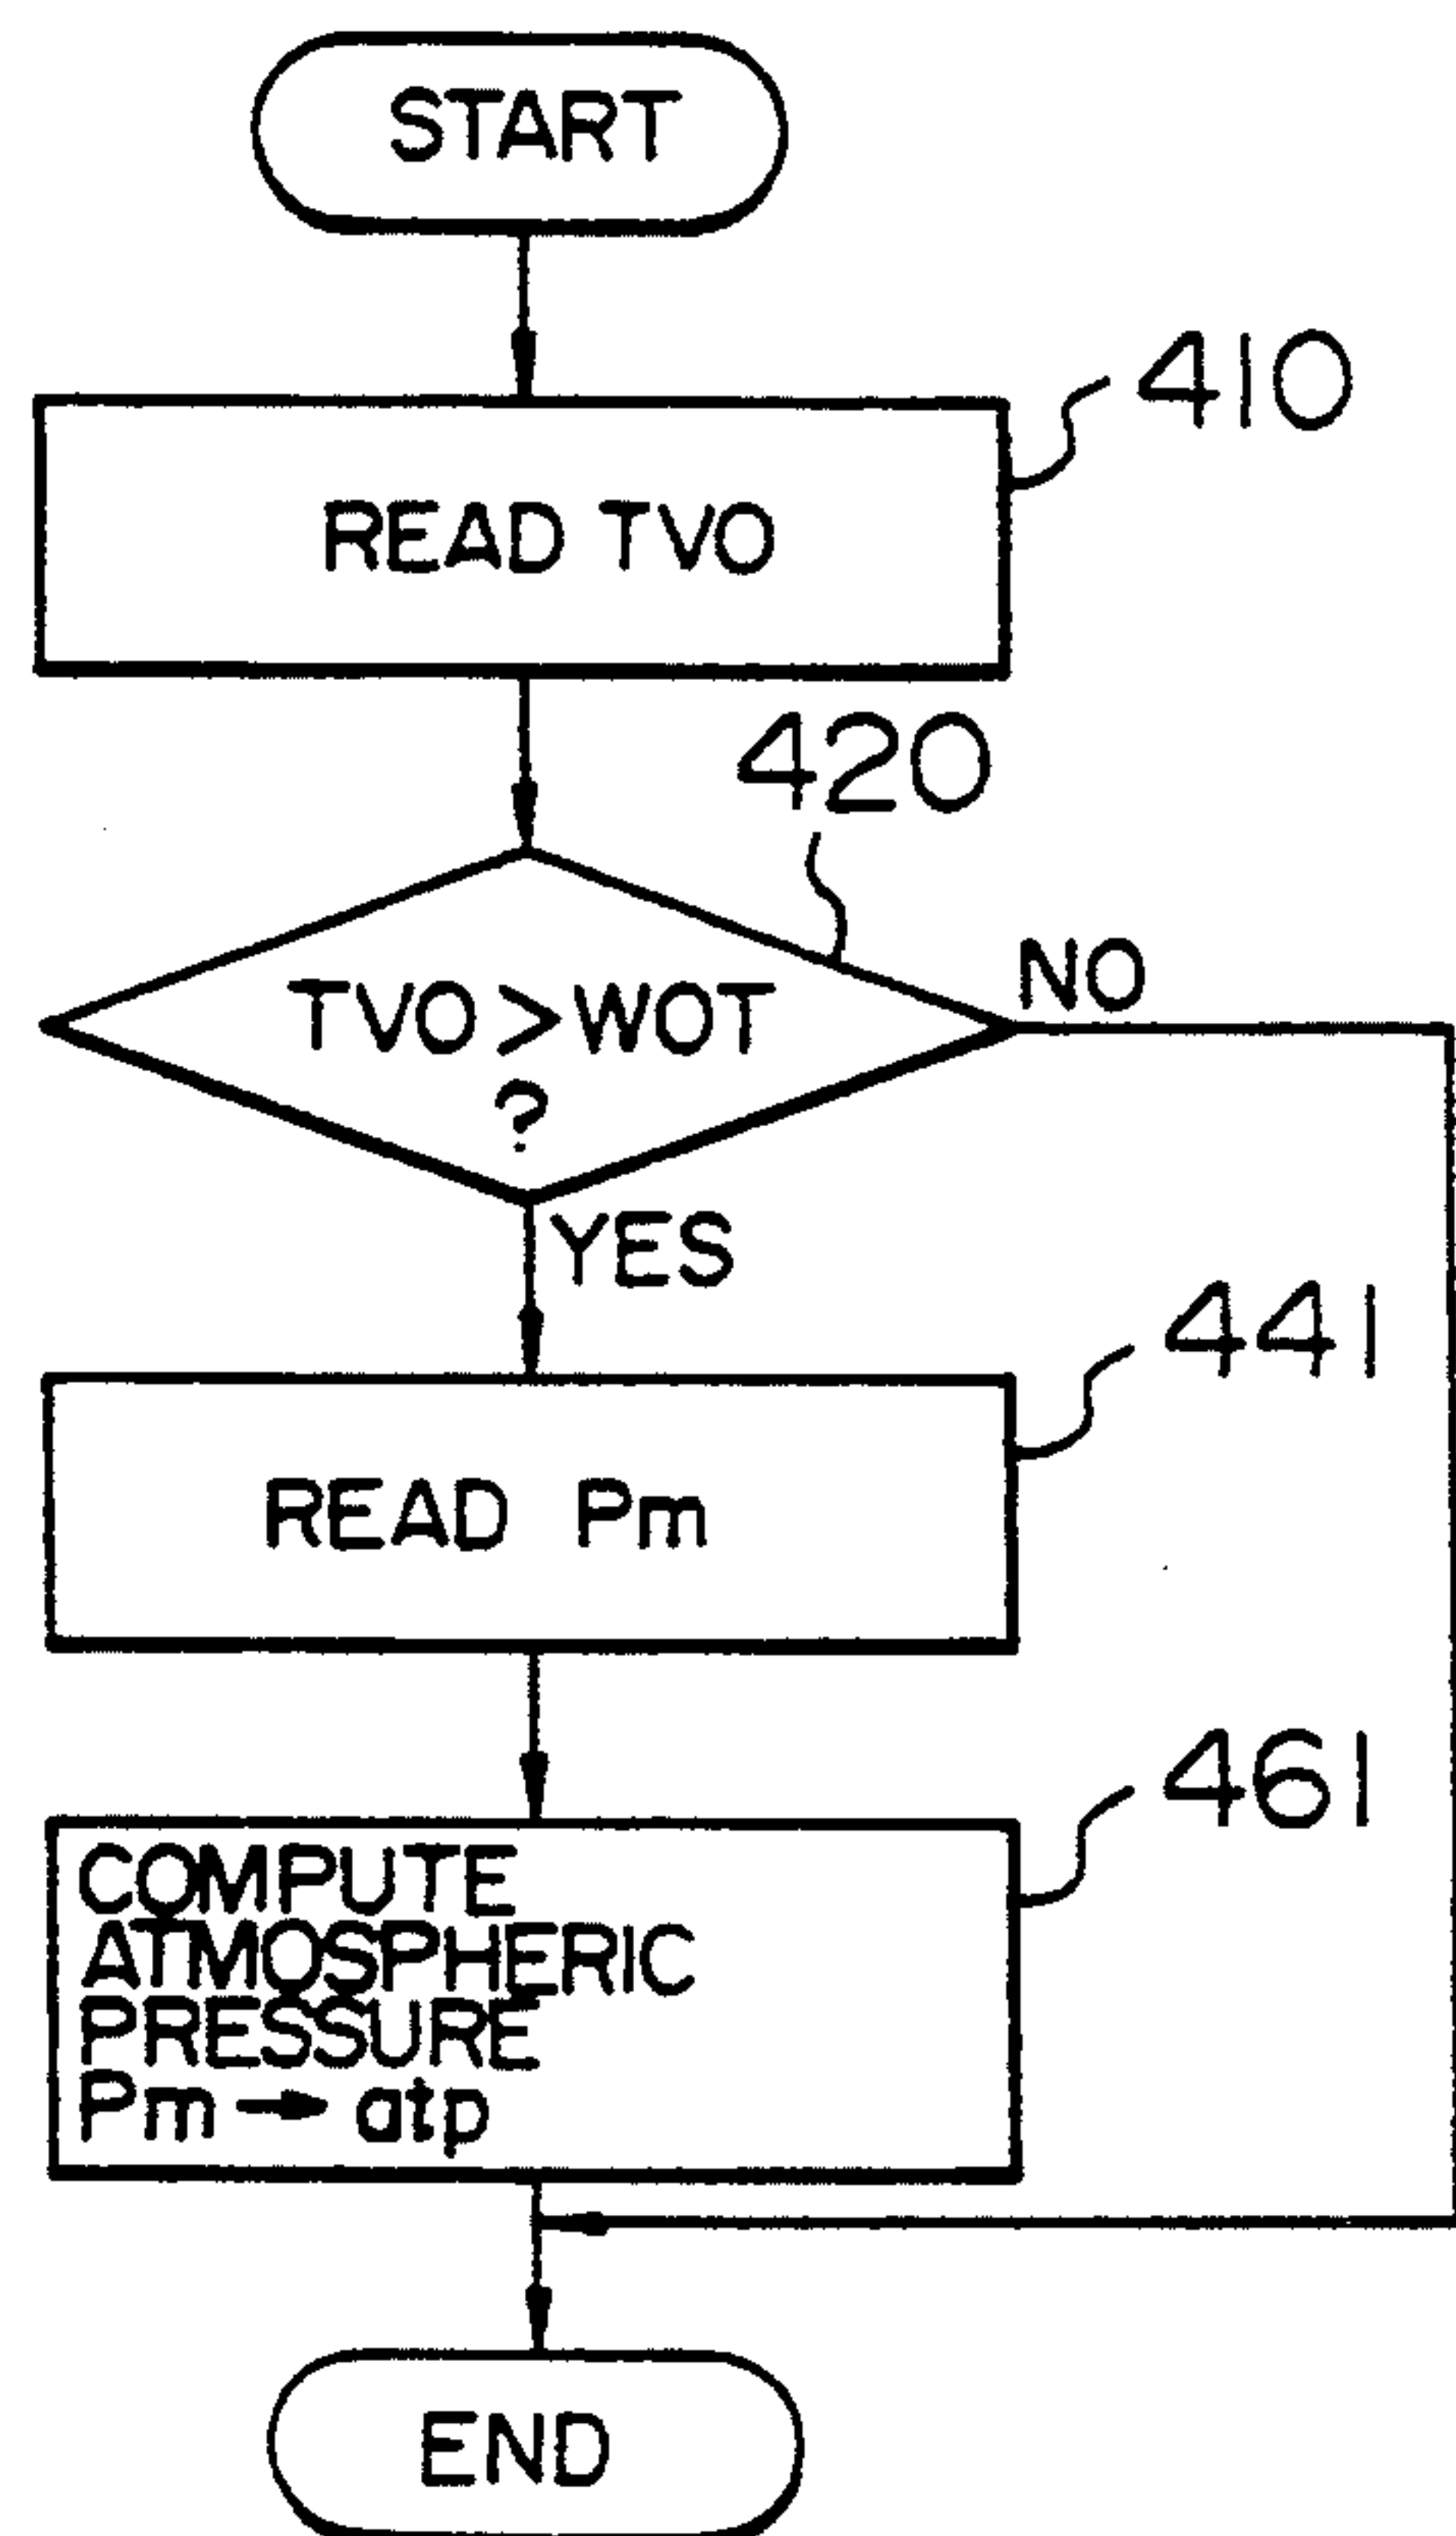 START
410
READ TVO
420
TVO>WOT
?
NO
YES
441
READ Pm
461
COMPUTE
ATMOSPHERIC
PRESSURE
Pm→atp
END